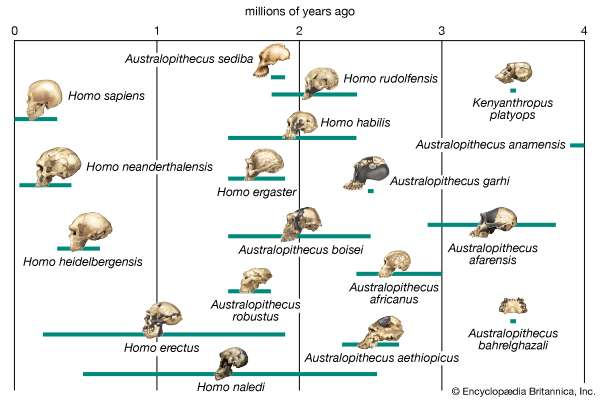 millions of years ago
0 1 2 3 4
Australopithecus sediba
Homo rudolfensis
Homo sapiens
Kenyanthropus
platyops
Homo habilis
Australopithecus anamensis
Homo neanderthalensis
Homo ergaster
Australopithecus garhi
Homo heidelbergensis
Australopithecus boisei
Australopithecus
afarensis
Australopithecus
robustus
Australopithecus
africanus
Homo erectus
Australopithecus aethiopicus
Australopithecus
bahrelghazali
Homo naledi
© Encyclopædia Britannica, Inc.